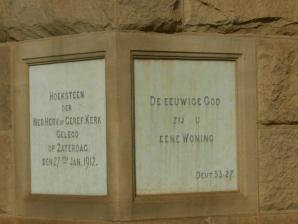 HOEKSTEEN
DER
NED. HERV. OF GEREF. KERK
GELEGD
OP ZATERDAG
DEN 27STEN JAN. 1912.
DE EEUWIGE GOD
ZIJ U
EENE WONING
DEUT. 33:27.